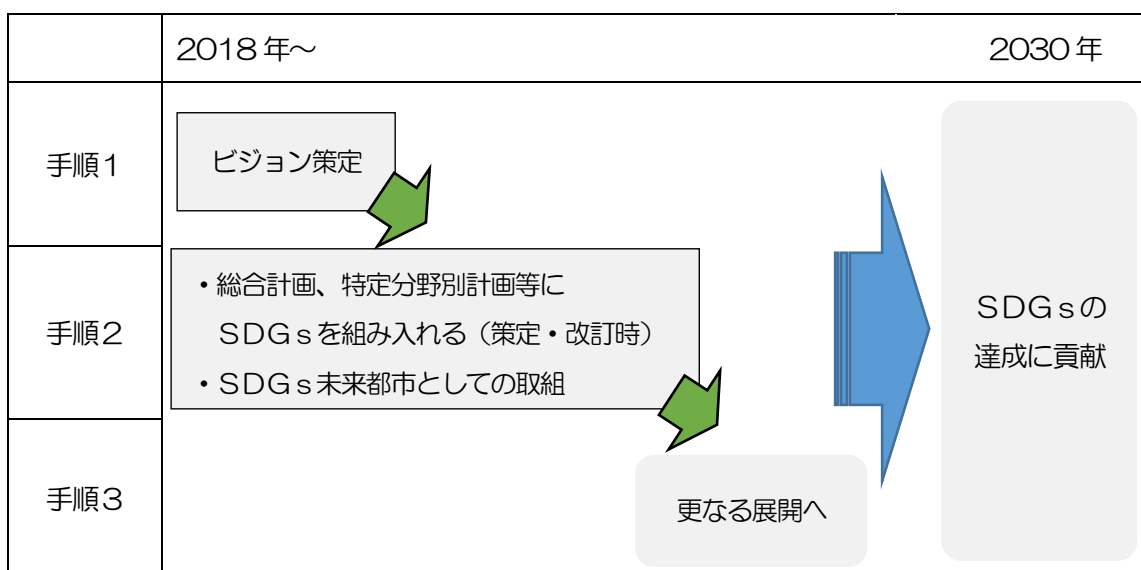 2018年～ 2030年
手順1
ビジョン策定
手順2
・総合計画、特定分野別計画等に
SDGsを組み入れる（策定・改訂時）
・SDGs未来都市としての取組
手順3
更なる展開へ
SDGsの
達成に貢献